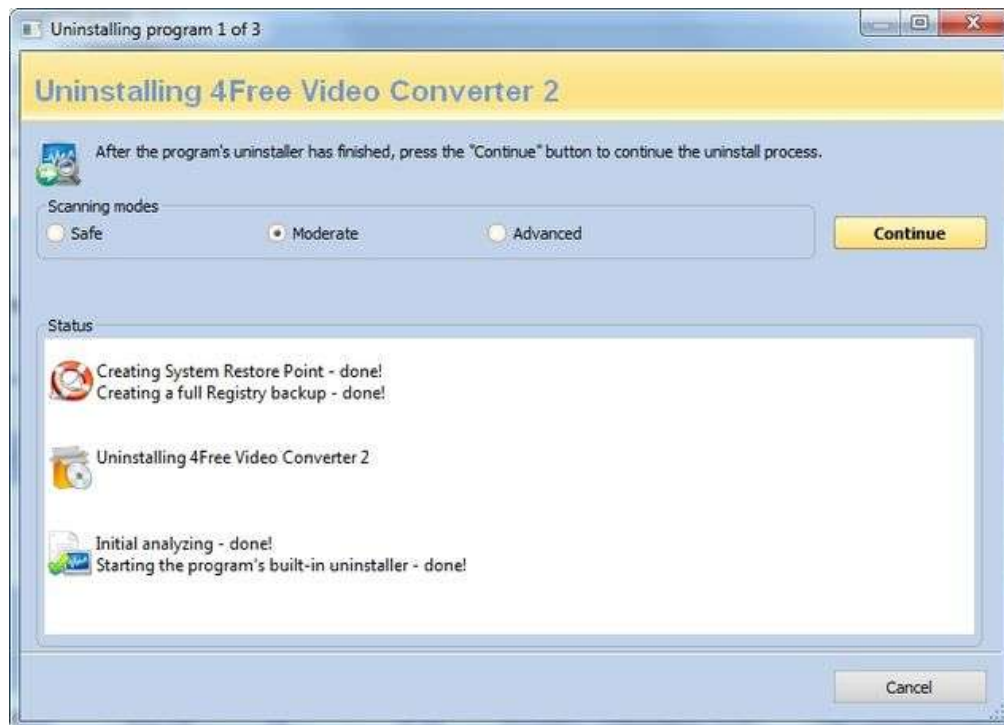 Uninstalling program 1 of 3
Uninstalling 4Free Video Converter 2
After the program's uninstaller has finished, press the "Continue" button to continue the uninstall process.
Scanning modes
Safe Moderate Advanced
Continue
Status
Creating System Restore Point - done!
Creating a full Registry backup - done!
Uninstalling 4Free Video Converter 2
Initial analyzing - done!
Starting the program's built-in uninstaller - done!
Cancel